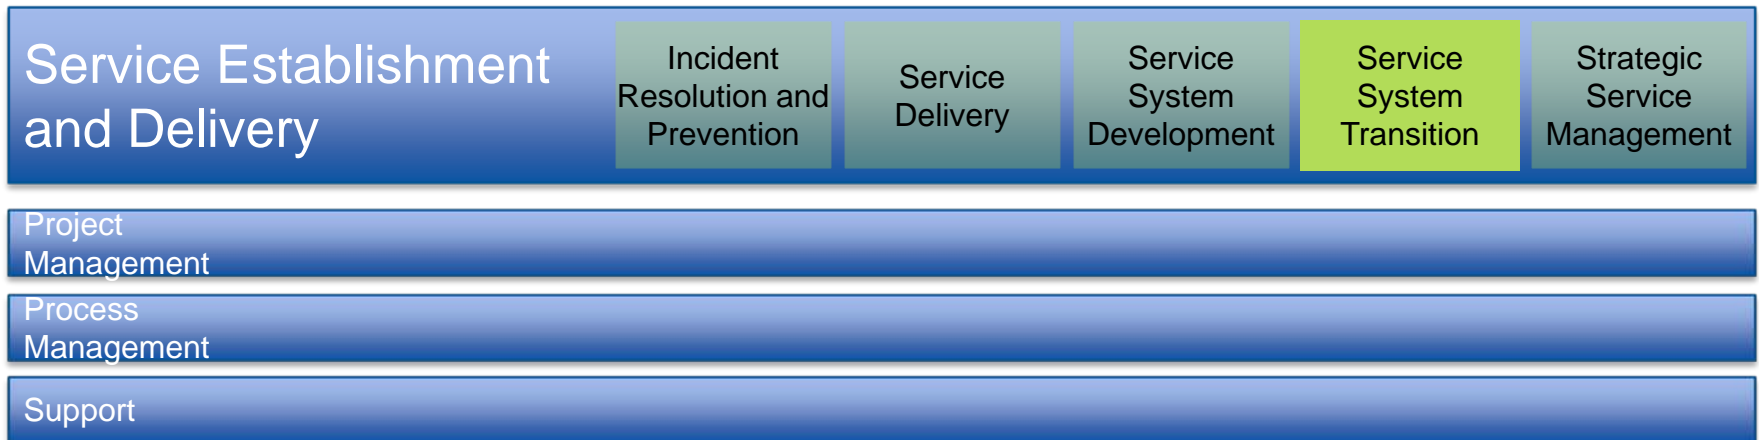 Service Establishment
and Delivery
Incident
Resolution and
Prevention
Service
Delivery
Service
System
Development
Service
System
Transition
Strategic
Service
Management
Project
Management
Process
Management
Support